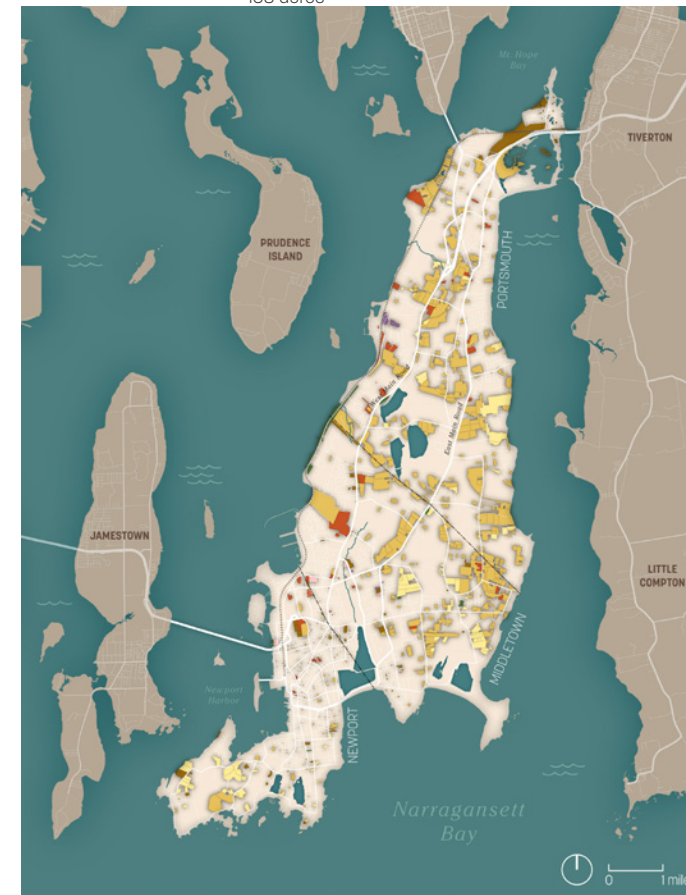 Mt. Hope
Bay
TIVERTON
PRUDENCE
ISLAND
PORTSMOUTH
East Main Road
JAMESTOWN
LITTLE
COMPTON
MIDDLETOWN
Newport
Harbor
NEWPORT
Narragansett
Bay
0 1 mile